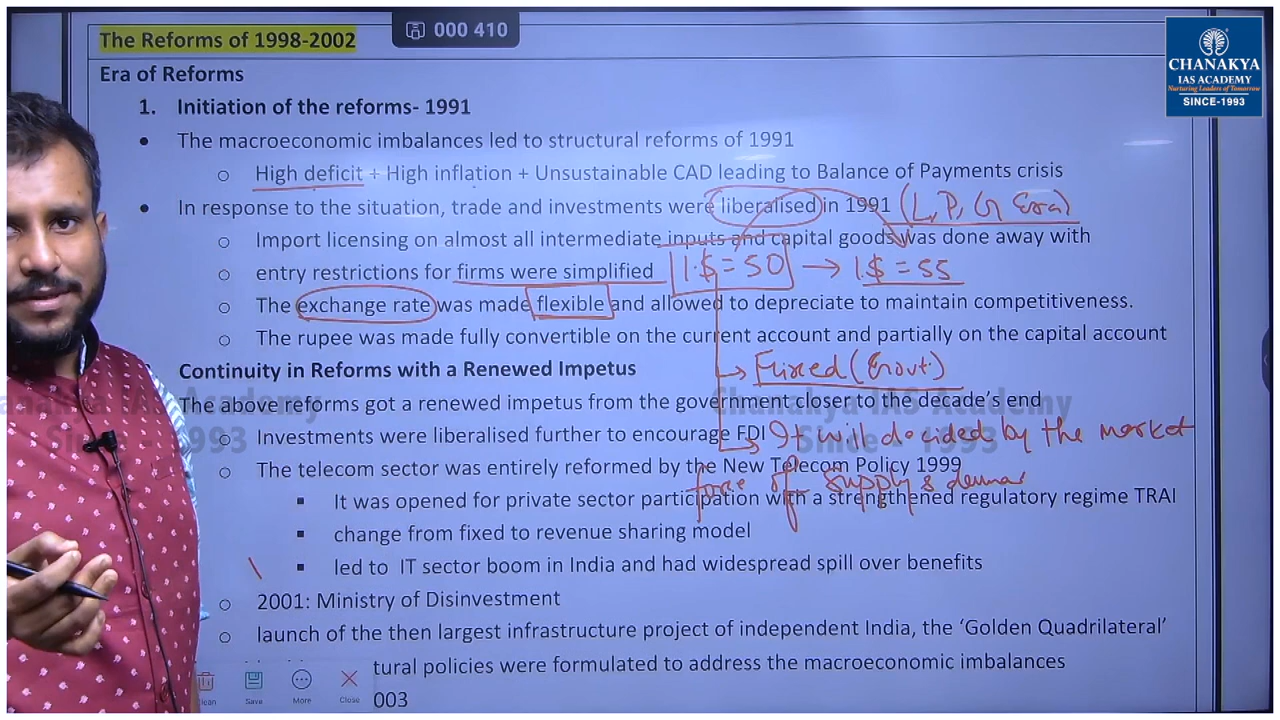 The Reforms of 1998-2002
000 410
CHANAKYA
IAS ACADEMY
Nurturing Leaders of Tomorrow
SINCE-1993
Era of Reforms
1. Initiation of the reforms- 1991
• The macroeconomic imbalances led to structural reforms of 1991
o High deficit + High inflation + Unsustainable CAD leading to Balance of Payments crisis
• In response to the situation, trade and investments were liberalised in 1991 (L, P, G Era)
o Import licensing on almost all intermediate inputs and capital goods was done away with
o entry restrictions for firms were simplified 1.$ = 50 → 1.$ = 55
o The exchange rate was made flexible and allowed to depreciate to maintain competitiveness.
o The rupee was made fully convertible on the current account and partially on the capital account
→ Fixed (Govt.)
Continuity in Reforms with a Renewed Impetus
The above reforms got a renewed impetus from the government closer to the decade's end
o Investments were liberalised further to encourage FDI
→ It will decided by the market
force of supply & deman
o The telecom sector was entirely reformed by the New Telecom Policy 1999
▪ It was opened for private sector participation with a strengthened regulatory regime TRAI
▪ change from fixed to revenue sharing model
▪ led to IT sector boom in India and had widespread spill over benefits
o 2001: Ministry of Disinvestment
o launch of the then largest infrastructure project of independent India, the 'Golden Quadrilateral'
tural policies were formulated to address the macroeconomic imbalances
003
lean Save More Close
Chanakya IAS Academy
Since - 1993